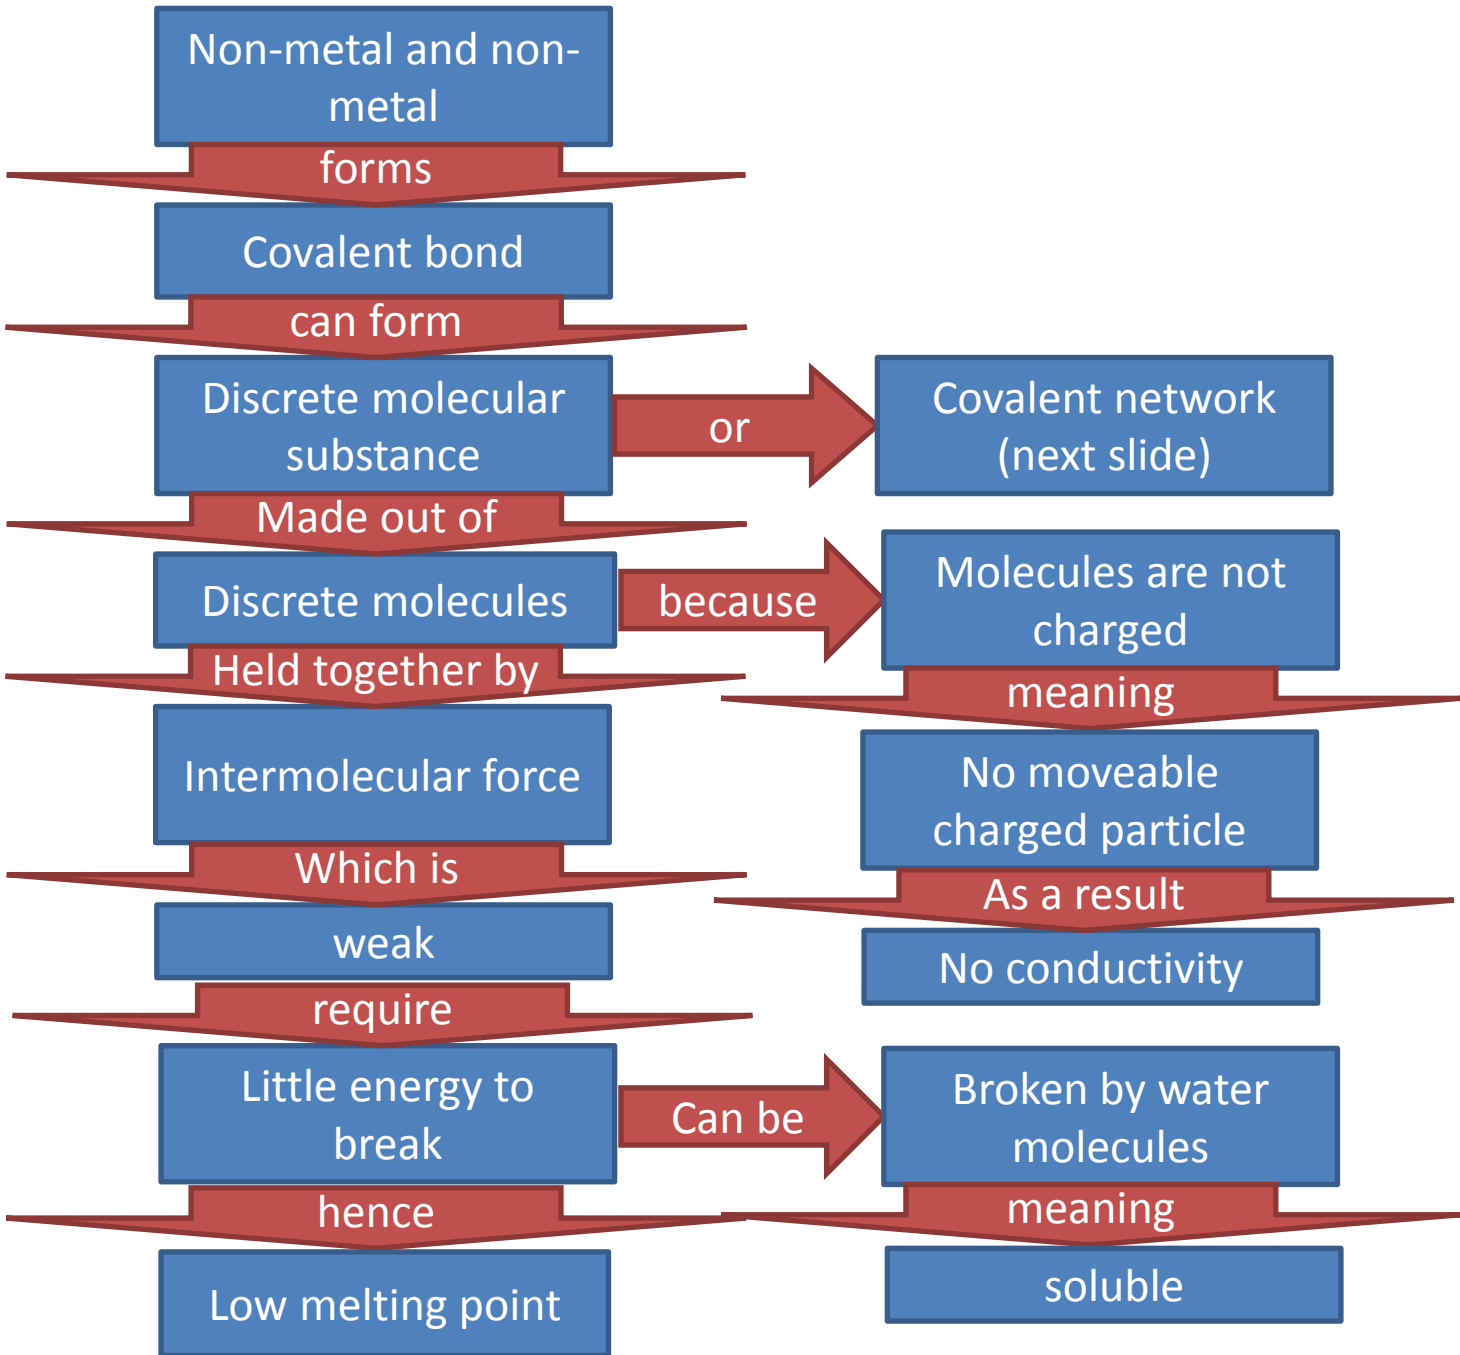 Non-metal and non-
metal
forms
Covalent bond
can form
Discrete molecular
substance
or
Covalent network
(next slide)
Made out of
Discrete molecules
because
Molecules are not
charged
Held together by
meaning
Intermolecular force
No moveable
charged particle
Which is
As a result
weak
No conductivity
require
Little energy to
break
Can be
Broken by water
molecules
hence
meaning
Low melting point
soluble